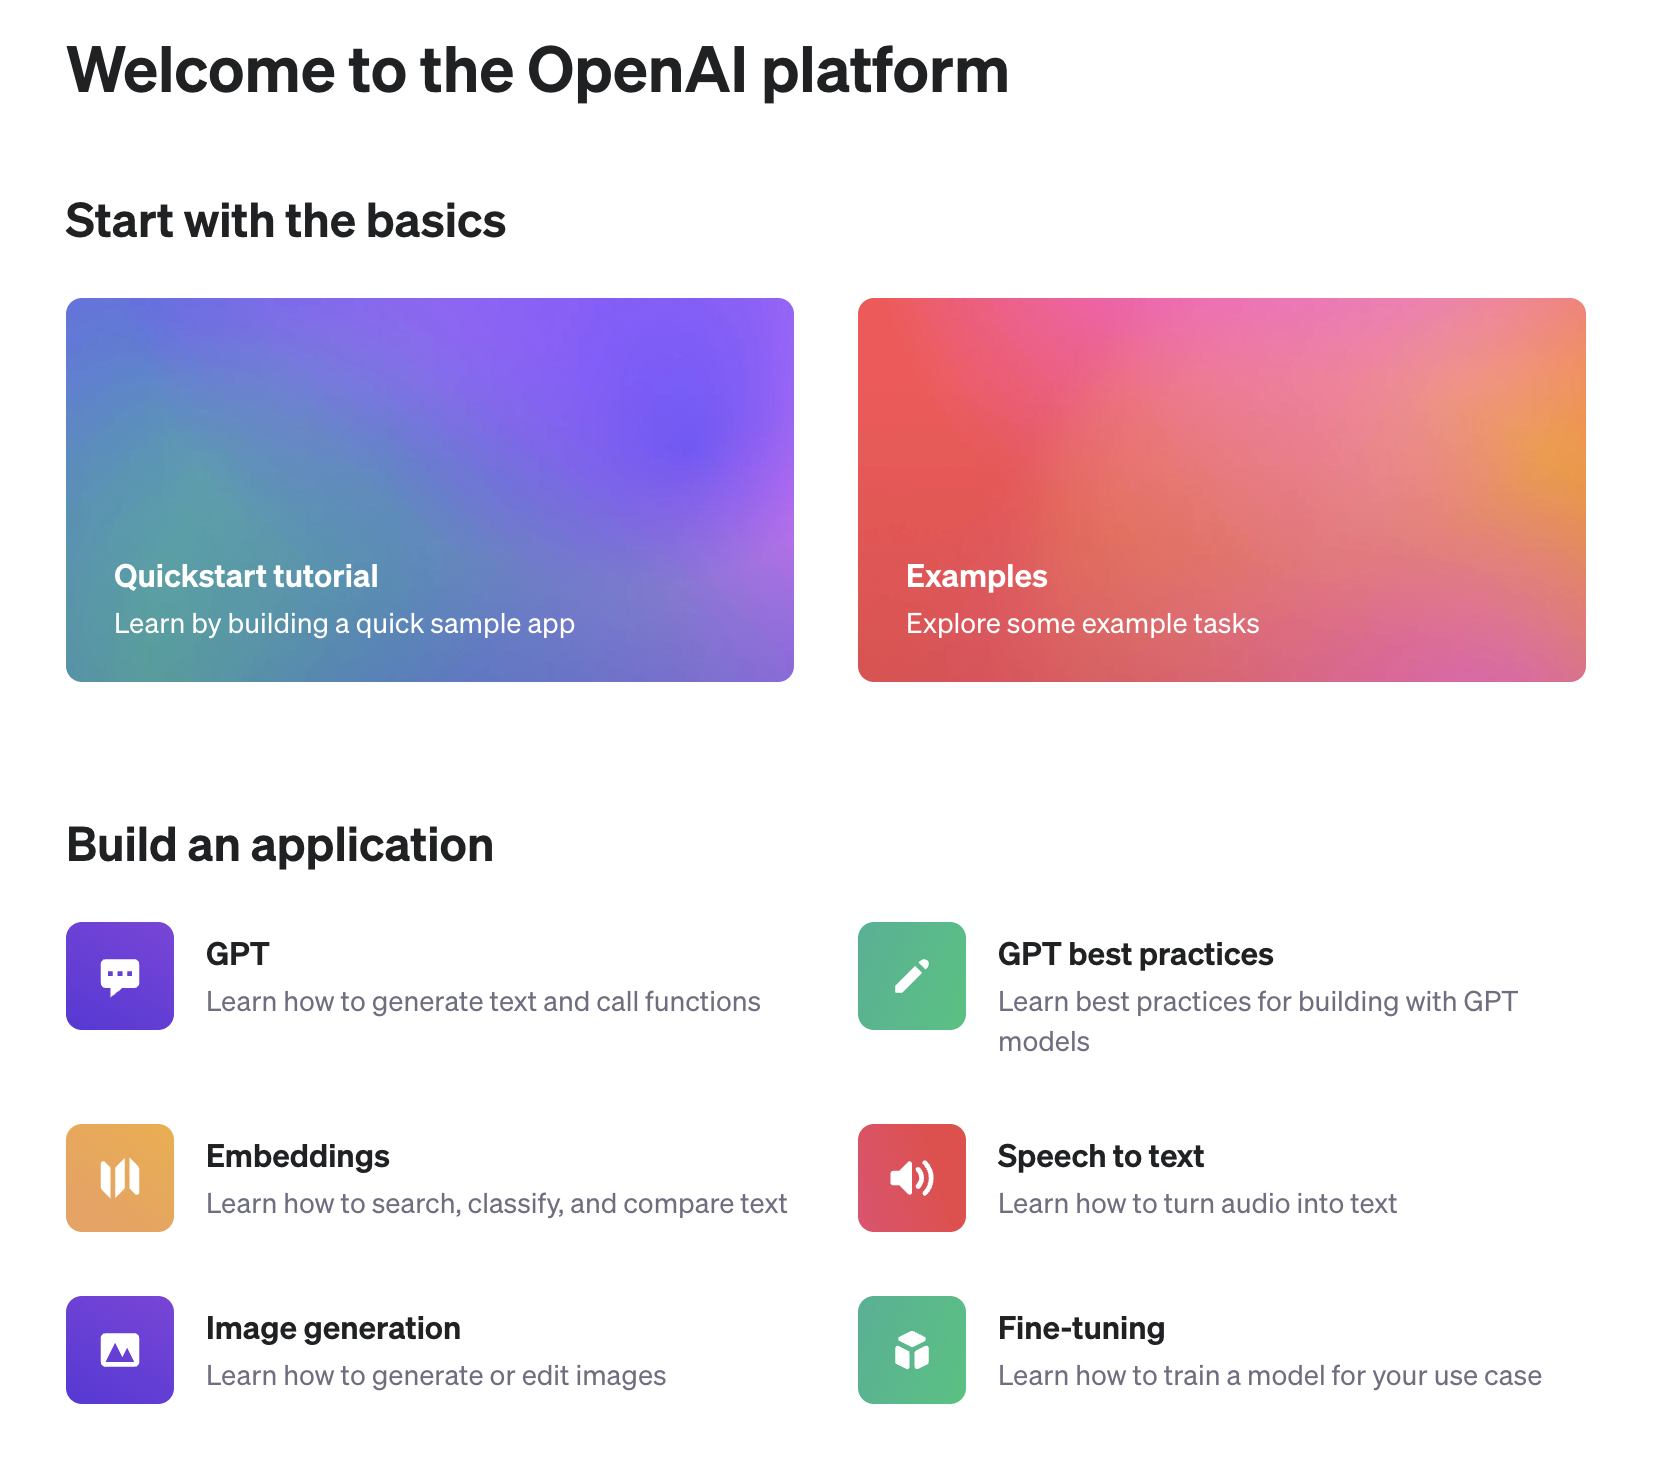 Welcome to the OpenAI platform
Start with the basics
Quickstart tutorial
Learn by building a quick sample app
Examples
Explore some example tasks
Build an application
GPT
Learn how to generate text and call functions
GPT best practices
Learn best practices for building with GPT
models
Embeddings
Learn how to search, classify, and compare text
Speech to text
Learn how to turn audio into text
Image generation
Learn how to generate or edit images
Fine-tuning
Learn how to train a model for your use case